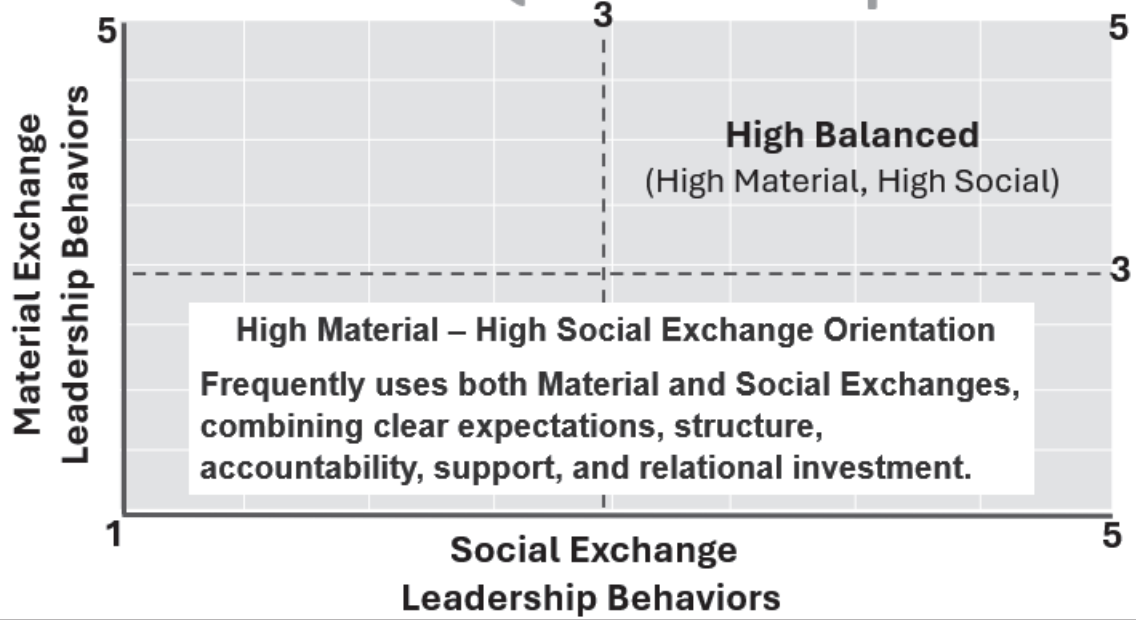 3
5
5
High Balanced
(High Material, High Social)
Material Exchange
Leadership Behaviors
3
High Material – High Social Exchange Orientation
Frequently uses both Material and Social Exchanges,
combining clear expectations, structure,
accountability, support, and relational investment.
1
5
Social Exchange
Leadership Behaviors